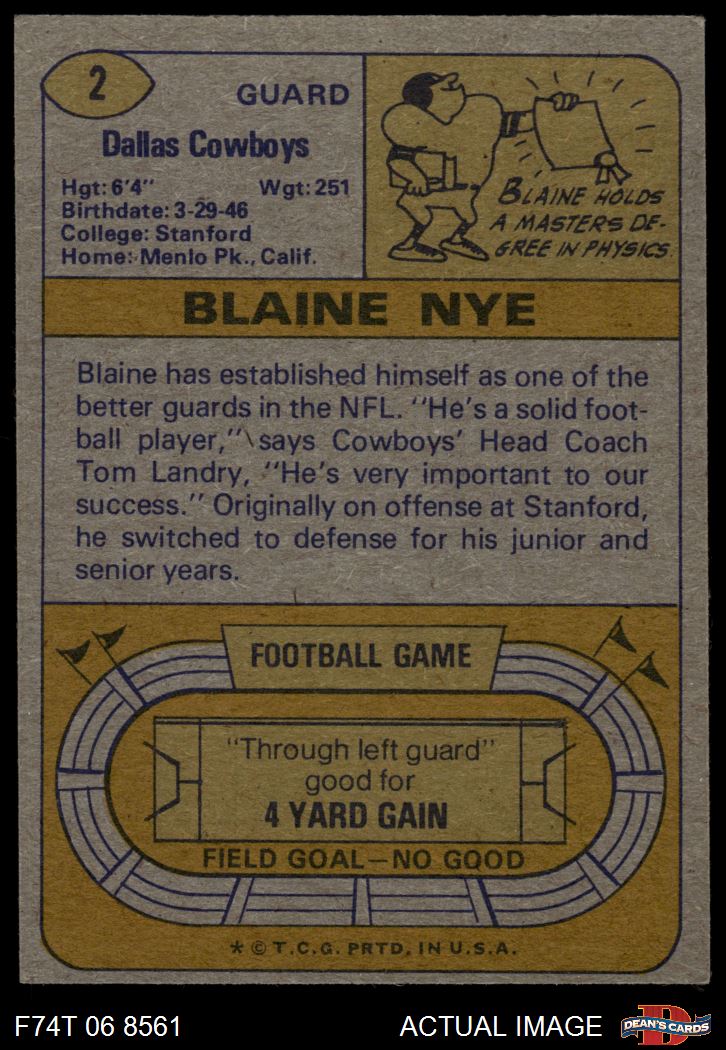 2
GUARD
Dallas Cowboys
Hgt: 6'4" Wgt: 251
Birthdate: 3-29-46
College: Stanford
Home: Menlo Pk., Calif.
BLAINE HOLDS
A MASTERS DE-
GREE IN PHYSICS.
BLAINE NYE
Blaine has established himself as one of the
better guards in the NFL. "He's a solid foot-
ball player," says Cowboys' Head Coach
Tom Landry, "He's very important to our
success." Originally on offense at Stanford,
he switched to defense for his junior and
senior years.
FOOTBALL GAME
"Through left guard"
good for
4 YARD GAIN
FIELD GOAL—NO GOOD
* © T.C.G. PRTD. IN U.S.A.
F74T 06 8561 ACTUAL IMAGE
D
DEAN'S CARDS